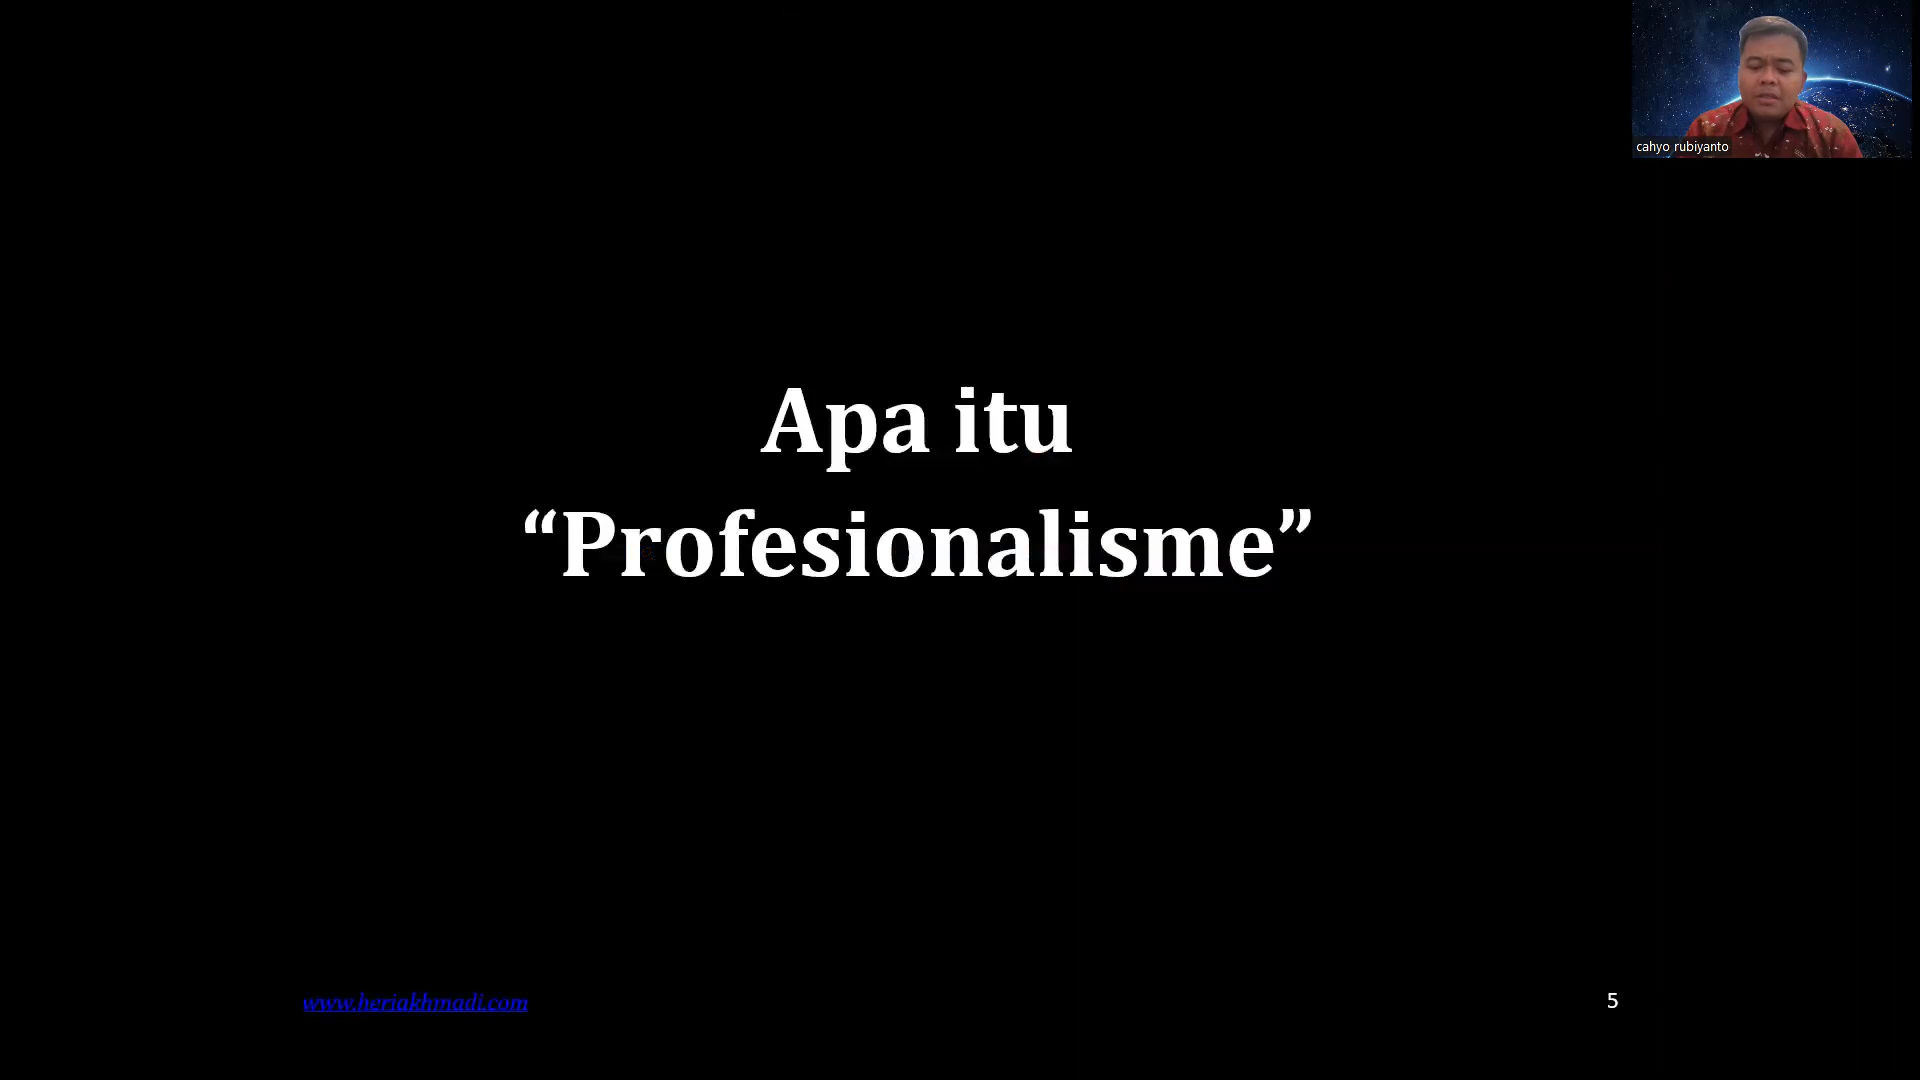 cahyo rubiyanto
Apa itu
“Profesionalisme”
www.heriakhmadi.com
5